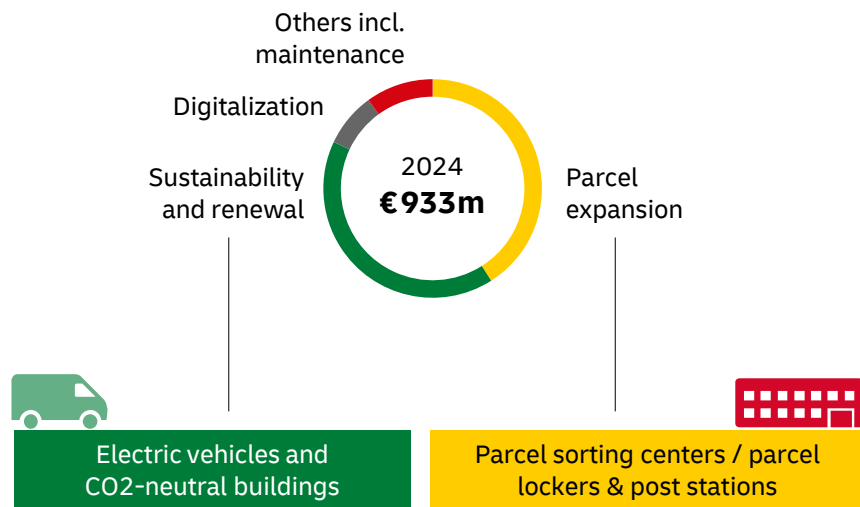 Others incl.
maintenance
Digitalization
Sustainability
and renewal
2024
€933m
Parcel
expansion
Electric vehicles and
CO2-neutral buildings
Parcel sorting centers / parcel
lockers & post stations